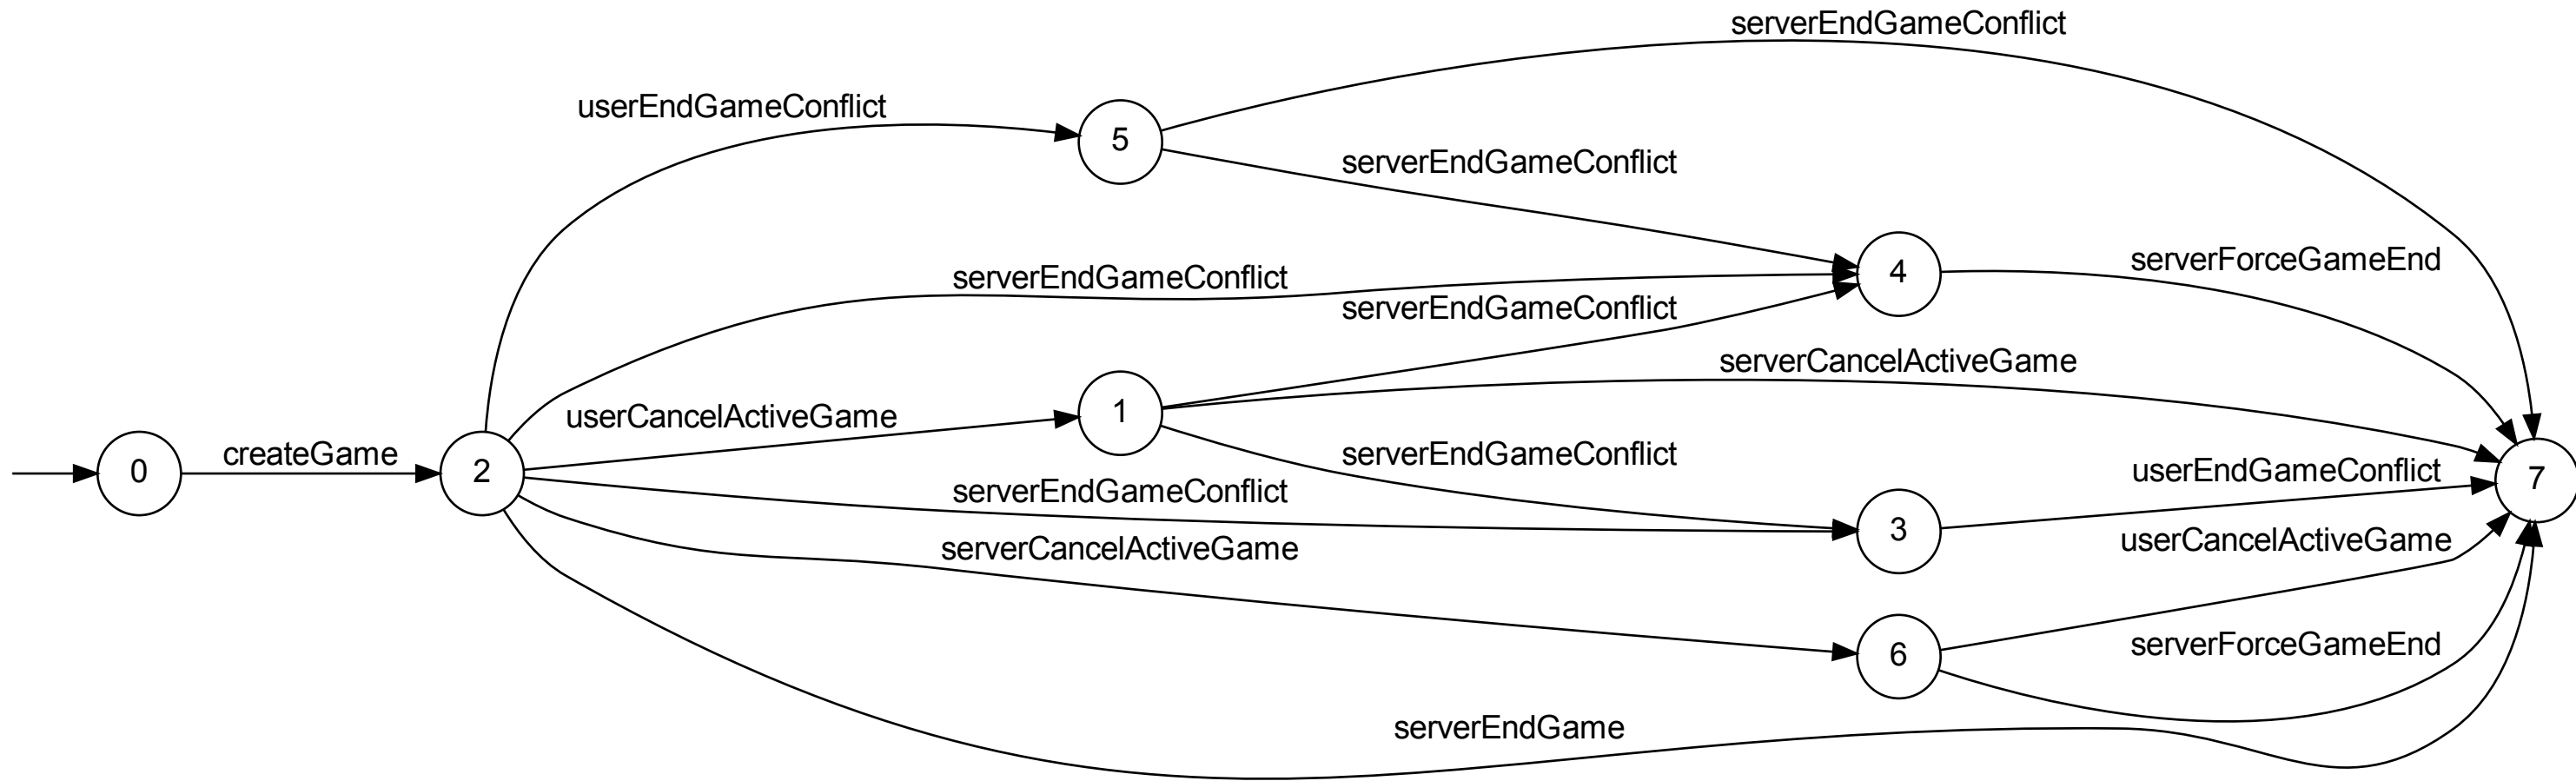 serverEndGameConflict
userEndGameConflict
5
serverEndGameConflict
serverEndGameConflict
4
serverForceGameEnd
serverEndGameConflict
serverCancelActiveGame
userCancelActiveGame
1
0
createGame
2
serverEndGameConflict
userEndGameConflict
7
serverEndGameConflict
3
serverCancelActiveGame
userCancelActiveGame
6
serverForceGameEnd
serverEndGame